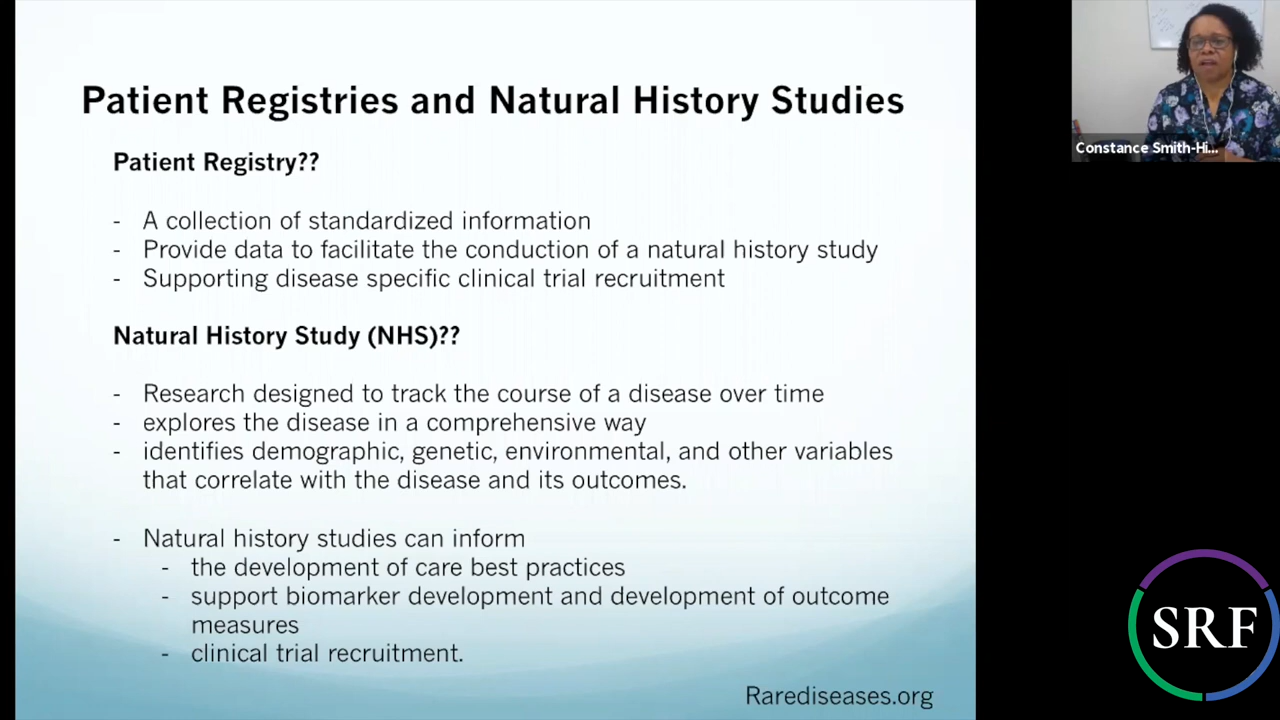 Patient Registries and Natural History Studies
Patient Registry??
- A collection of standardized information
- Provide data to facilitate the conduction of a natural history study
- Supporting disease specific clinical trial recruitment
Natural History Study (NHS)??
- Research designed to track the course of a disease over time
- explores the disease in a comprehensive way
- identifies demographic, genetic, environmental, and other variables
that correlate with the disease and its outcomes.
- Natural history studies can inform
- the development of care best practices
- support biomarker development and development of outcome
measures
- clinical trial recruitment.
Rarediseases.org
Constance Smith-Hi...
SRF